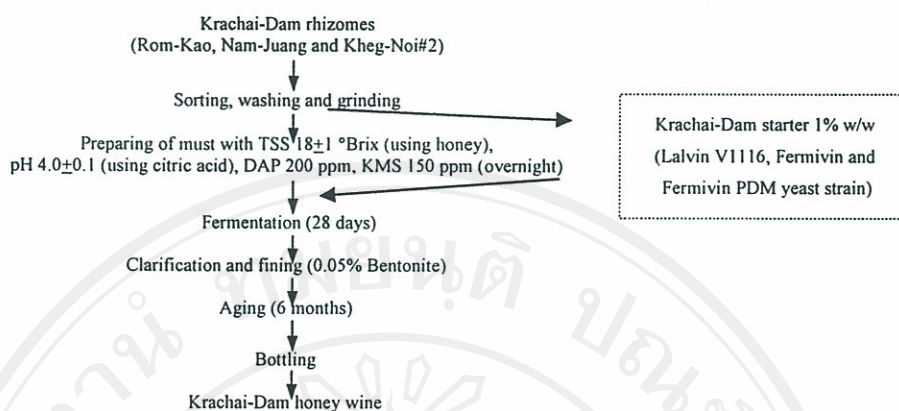 Krachai-Dam rhizomes
(Rom-Kao, Nam-Juang and Kheg-Noi#2)
Sorting, washing and grinding
Preparing of must with TSS 18±1 °Brix (using honey),
pH 4.0±0.1 (using citric acid), DAP 200 ppm, KMS 150 ppm (overnight)
Krachai-Dam starter 1% w/w
(Lalvin V1116, Fermivin and
Fermivin PDM yeast strain)
Fermentation (28 days)
Clarification and fining (0.05% Bentonite)
Aging (6 months)
Bottling
Krachai-Dam honey wine